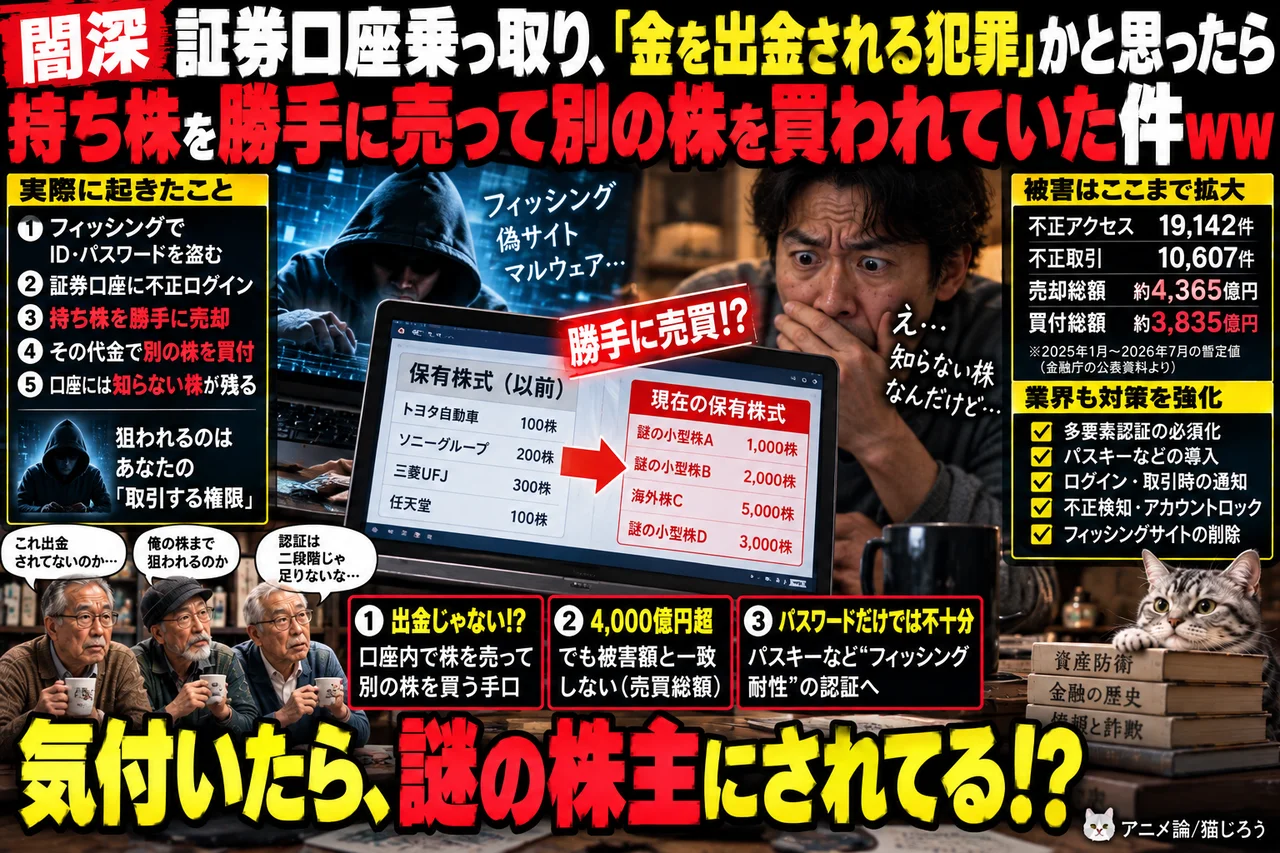 闇深 証券口座乗っ取り、「金を出金される犯罪」かと思ったら
持ち株を勝手に売って別の株を買われていた件ww
実際に起きたこと
1 フィッシングで
ID・パスワードを盗む
2 証券口座に不正ログイン
3 持ち株を勝手に売却
4 その代金で別の株を買付
5 口座には知らない株が残る
狙われるのは
あなたの
「取引する権限」
フィッシング
偽サイト
マルウェア…
勝手に売買!?
え…
知らない株
なんだけど…
保有株式（以前）
トヨタ自動車 100株
ソニーグループ 200株
三菱UFJ 300株
任天堂 100株
現在の保有株式
謎の小型株A 1,000株
謎の小型株B 2,000株
海外株C 5,000株
謎の小型株D 3,000株
被害はここまで拡大
不正アクセス 19,142件
不正取引 10,607件
売却総額 約4,365億円
買付総額 約3,835億円
※2025年1月～2026年7月の暫定値
（金融庁の公表資料より）
業界も対策を強化
多要素認証の必須化
パスキーなどの導入
ログイン・取引時の通知
不正検知・アカウントロック
フィッシングサイトの削除
これ出金
されてないのか…
俺の株まで
狙われるのか
認証は
二段階じゃ
足りないな…
1 出金じゃない!?
口座内で株を売って
別の株を買う手口
2 4,000億円超
でも被害額と一致
しない（売買総額）
3 パスワードだけでは不十分
パスキーなど“フィッシング
耐性”の認証へ
資産防衛
金融の歴史
情報と詐欺
気付いたら、謎の株主にされてる!?
アニメ論/猫じろう